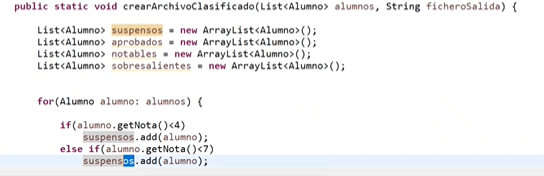 public static void crearArchivoClasificado(List<Alumno> alumnos, String ficheroSalida) {
List<Alumno> suspensos = new ArrayList<Alumno>();
List<Alumno> aprobados = new ArrayList<Alumno>();
List<Alumno> notables = new ArrayList<Alumno>();
List<Alumno> sobresalientes = new ArrayList<Alumno>();
for(Alumno alumno: alumnos) {
if(alumno.getNota()<4)
suspensos.add(alumno);
else if(alumno.getNota()<7)
suspensos.add(alumno);